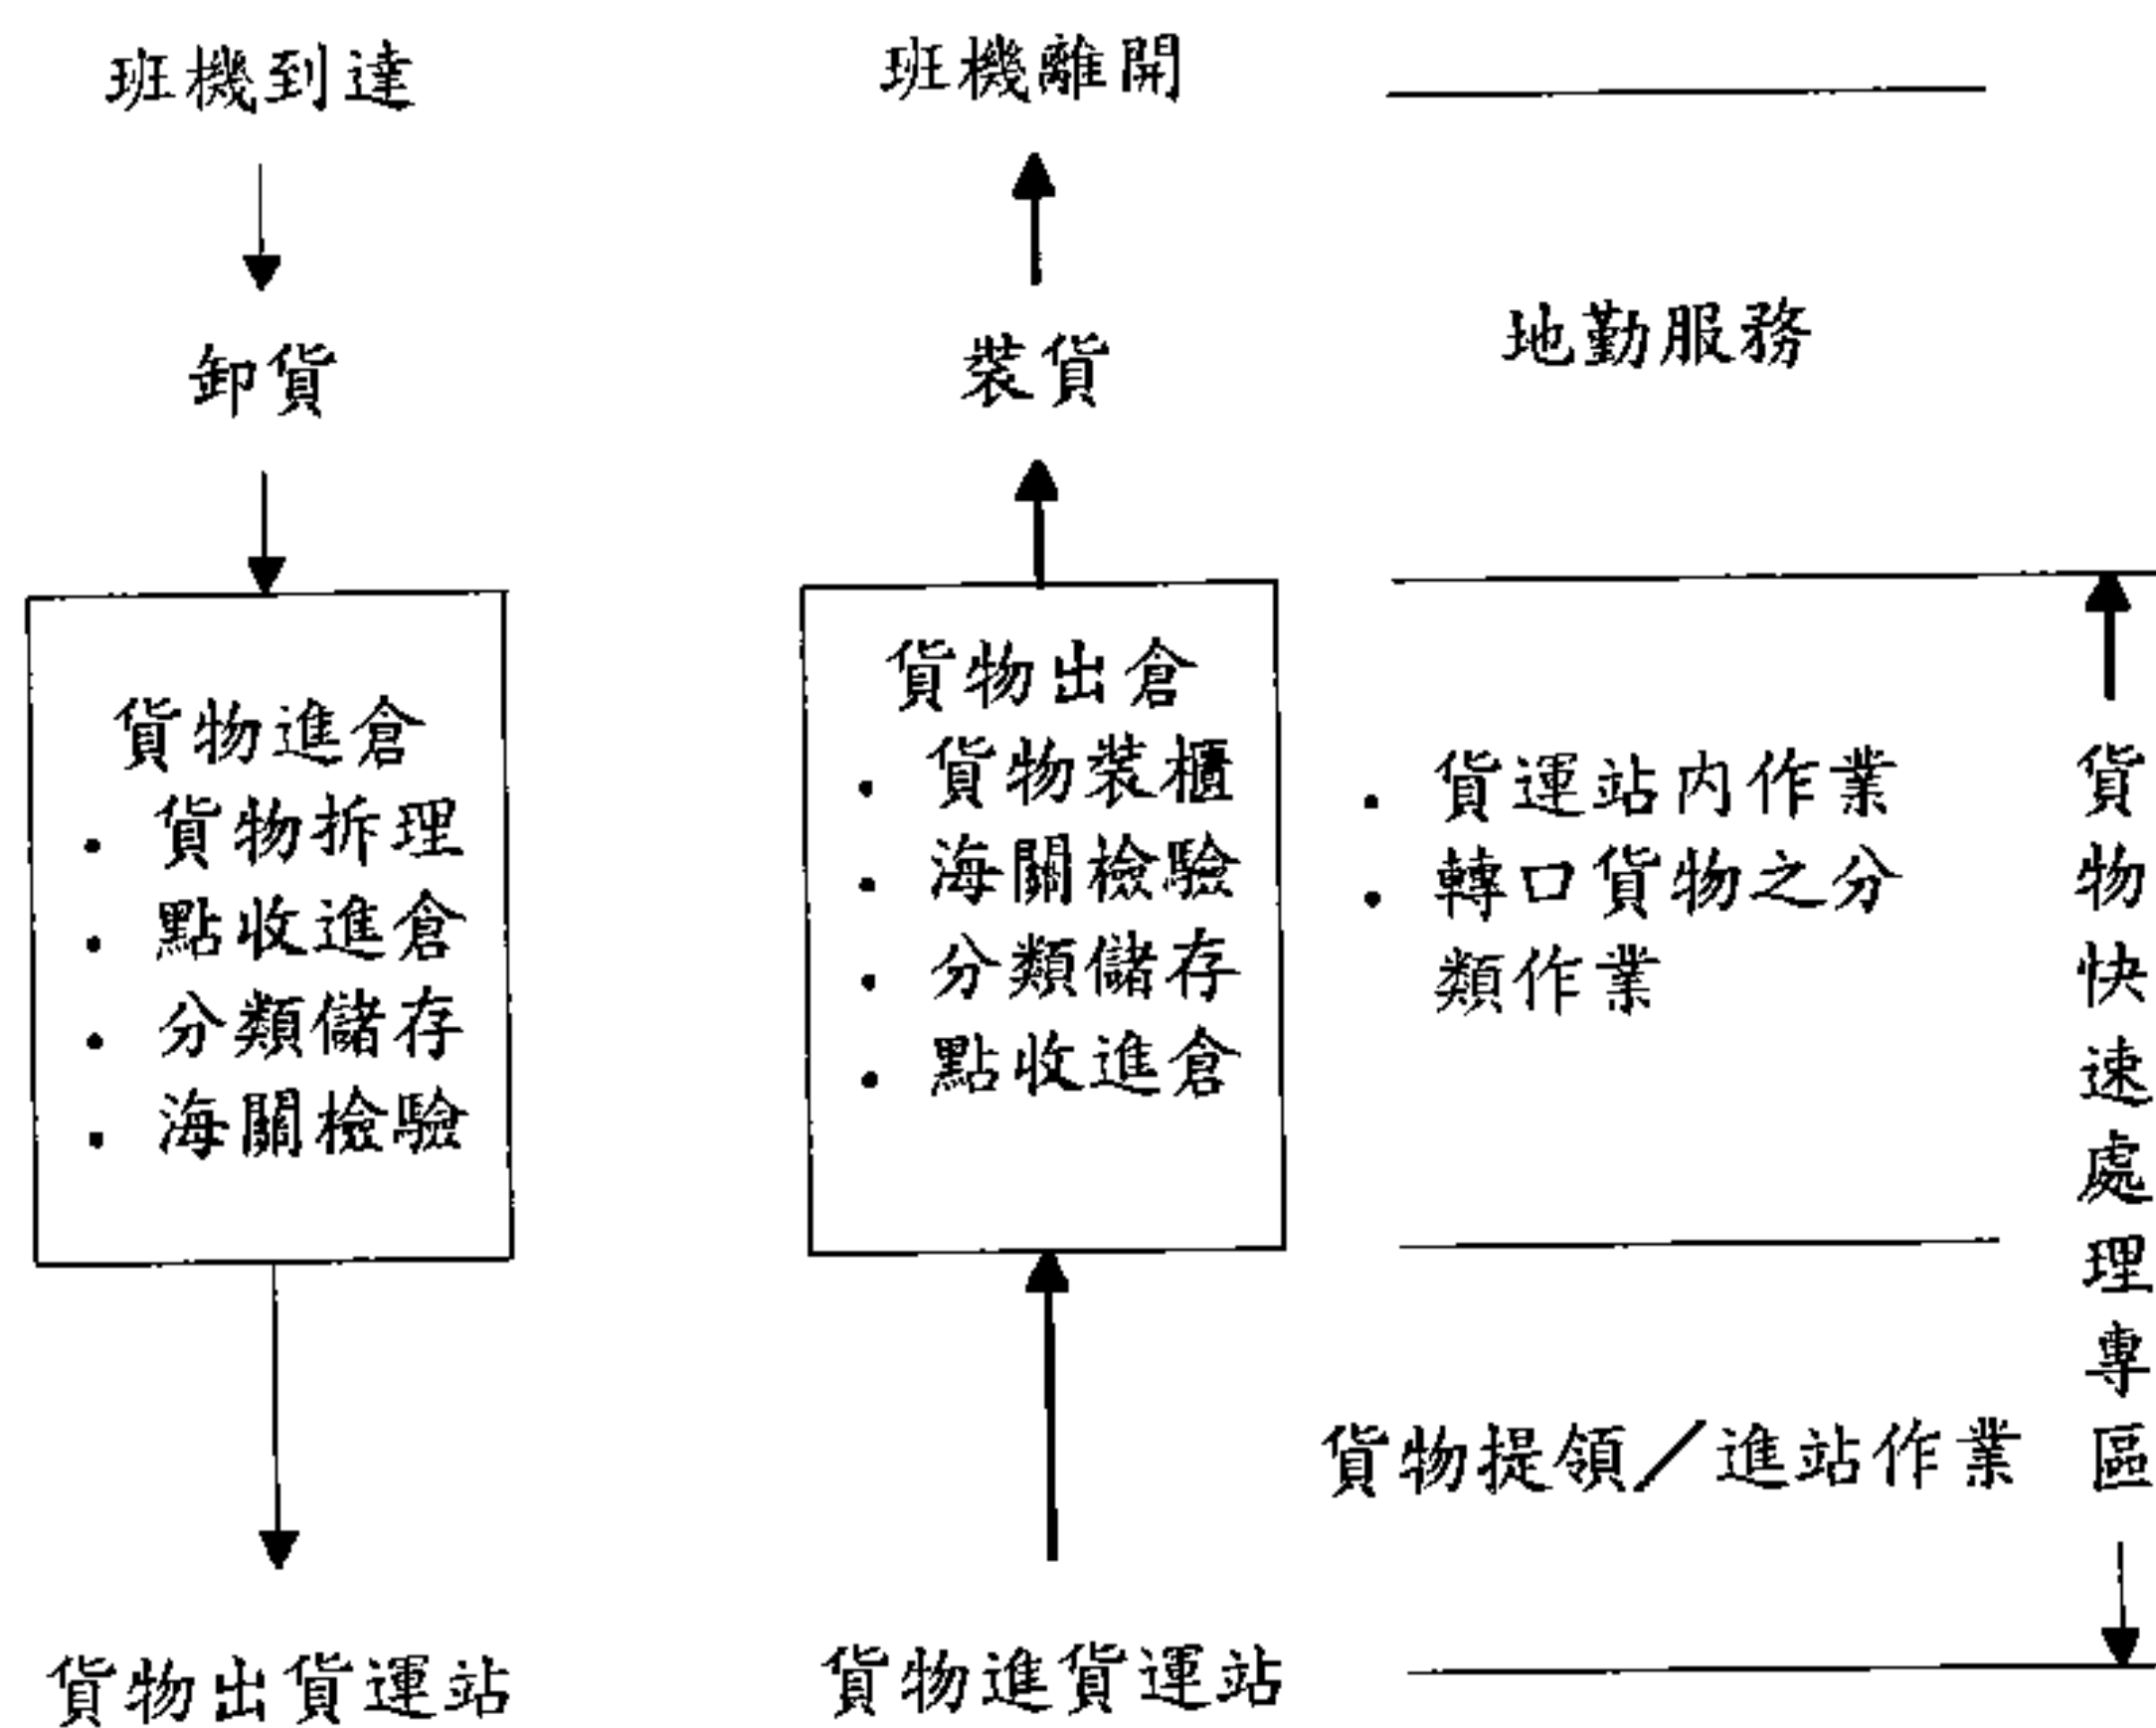 班機到達
卸貨
貨物進倉
· 貨物拆理
· 點收進倉
· 分類儲存
· 海關檢驗
貨物出貨運站
班機離開
裝貨
貨物出倉
· 貨物裝櫃
· 海關檢驗
· 分類儲存
· 點收進倉
貨物進貨運站
地勤服務
· 貨運站內作業
· 轉口貨物之分
類作業
貨物提領／進站作業
貨物快速處理專區